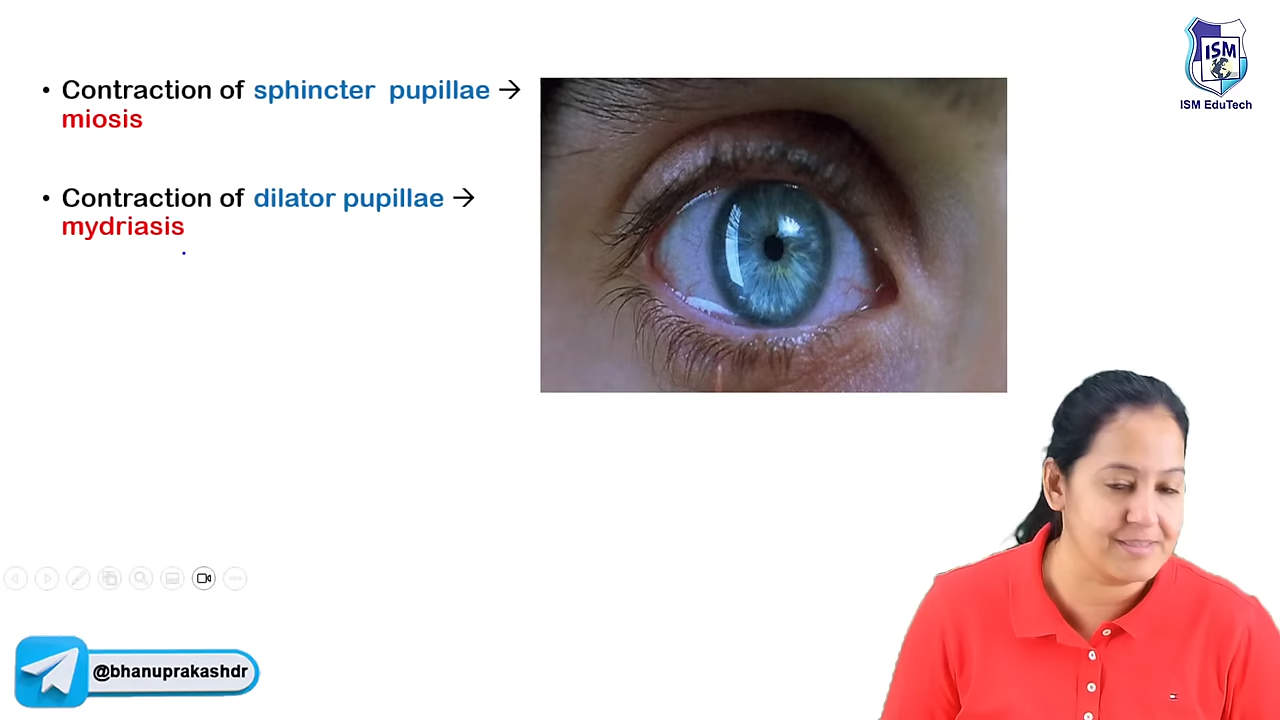 • Contraction of sphincter pupillae →
miosis
• Contraction of dilator pupillae →
mydriasis
ISM
ISM EduTech
@bhanuprakashdr